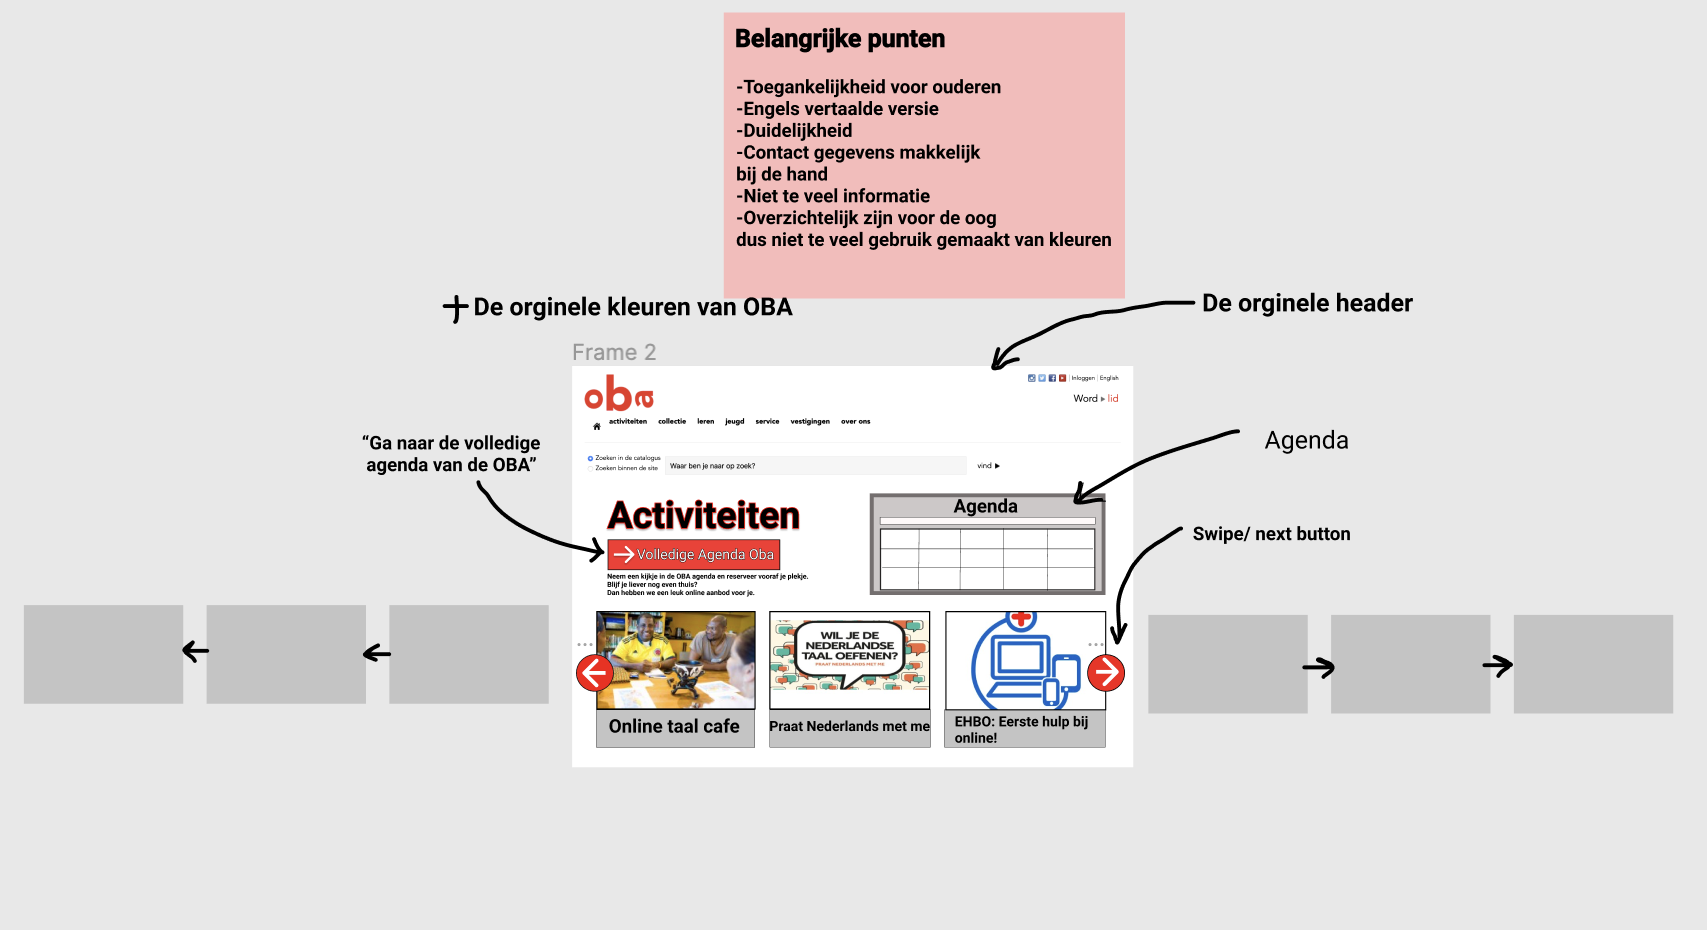 Belangrijke punten
-Toegankelijkheid voor ouderen
-Engels vertaalde versie
-Duidelijkheid
-Contact gegevens makkelijk
bij de hand
-Niet te veel informatie
-Overzichtelijk zijn voor de oog
dus niet te veel gebruik gemaakt van kleuren
+ De orginele kleuren van OBA
De orginele header
Frame 2
oba
Inloggen | English
Word ▸ lid
activiteiten collectie leren jeugd service vestigingen over ons
"Ga naar de volledige
agenda van de OBA"
Agenda
Zoeken in de catalogus
Zoeken binnen de site
Waar ben je naar op zoek?
vind ▶
Activiteiten
Agenda
→Volledige Agenda Oba
Neem een kijkje in de OBA agenda en reserveer vooraf je plekje.
Blijf je liever nog even thuis?
Dan hebben we een leuk online aanbod voor je.
Swipe/ next button
WIL JE DE
NEDERLANDSE
TAAL OEFENEN?
PRAAT NEDERLANDS MET ME
Online taal cafe
Praat Nederlands met me
EHBO: Eerste hulp bij
online!